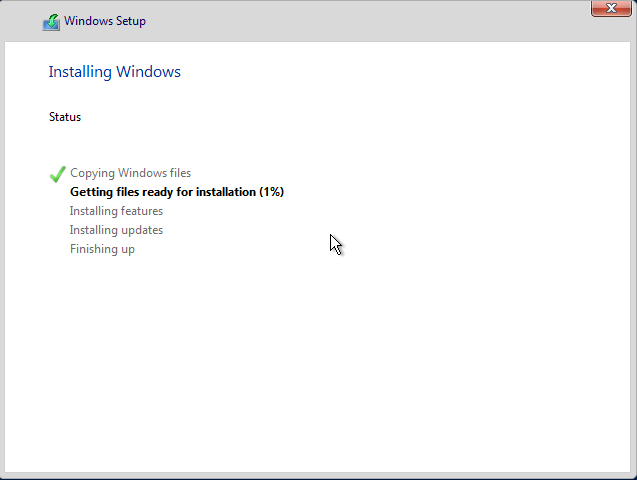 Windows Setup
Installing Windows
Status
Copying Windows files
Getting files ready for installation (1%)
Installing features
Installing updates
Finishing up